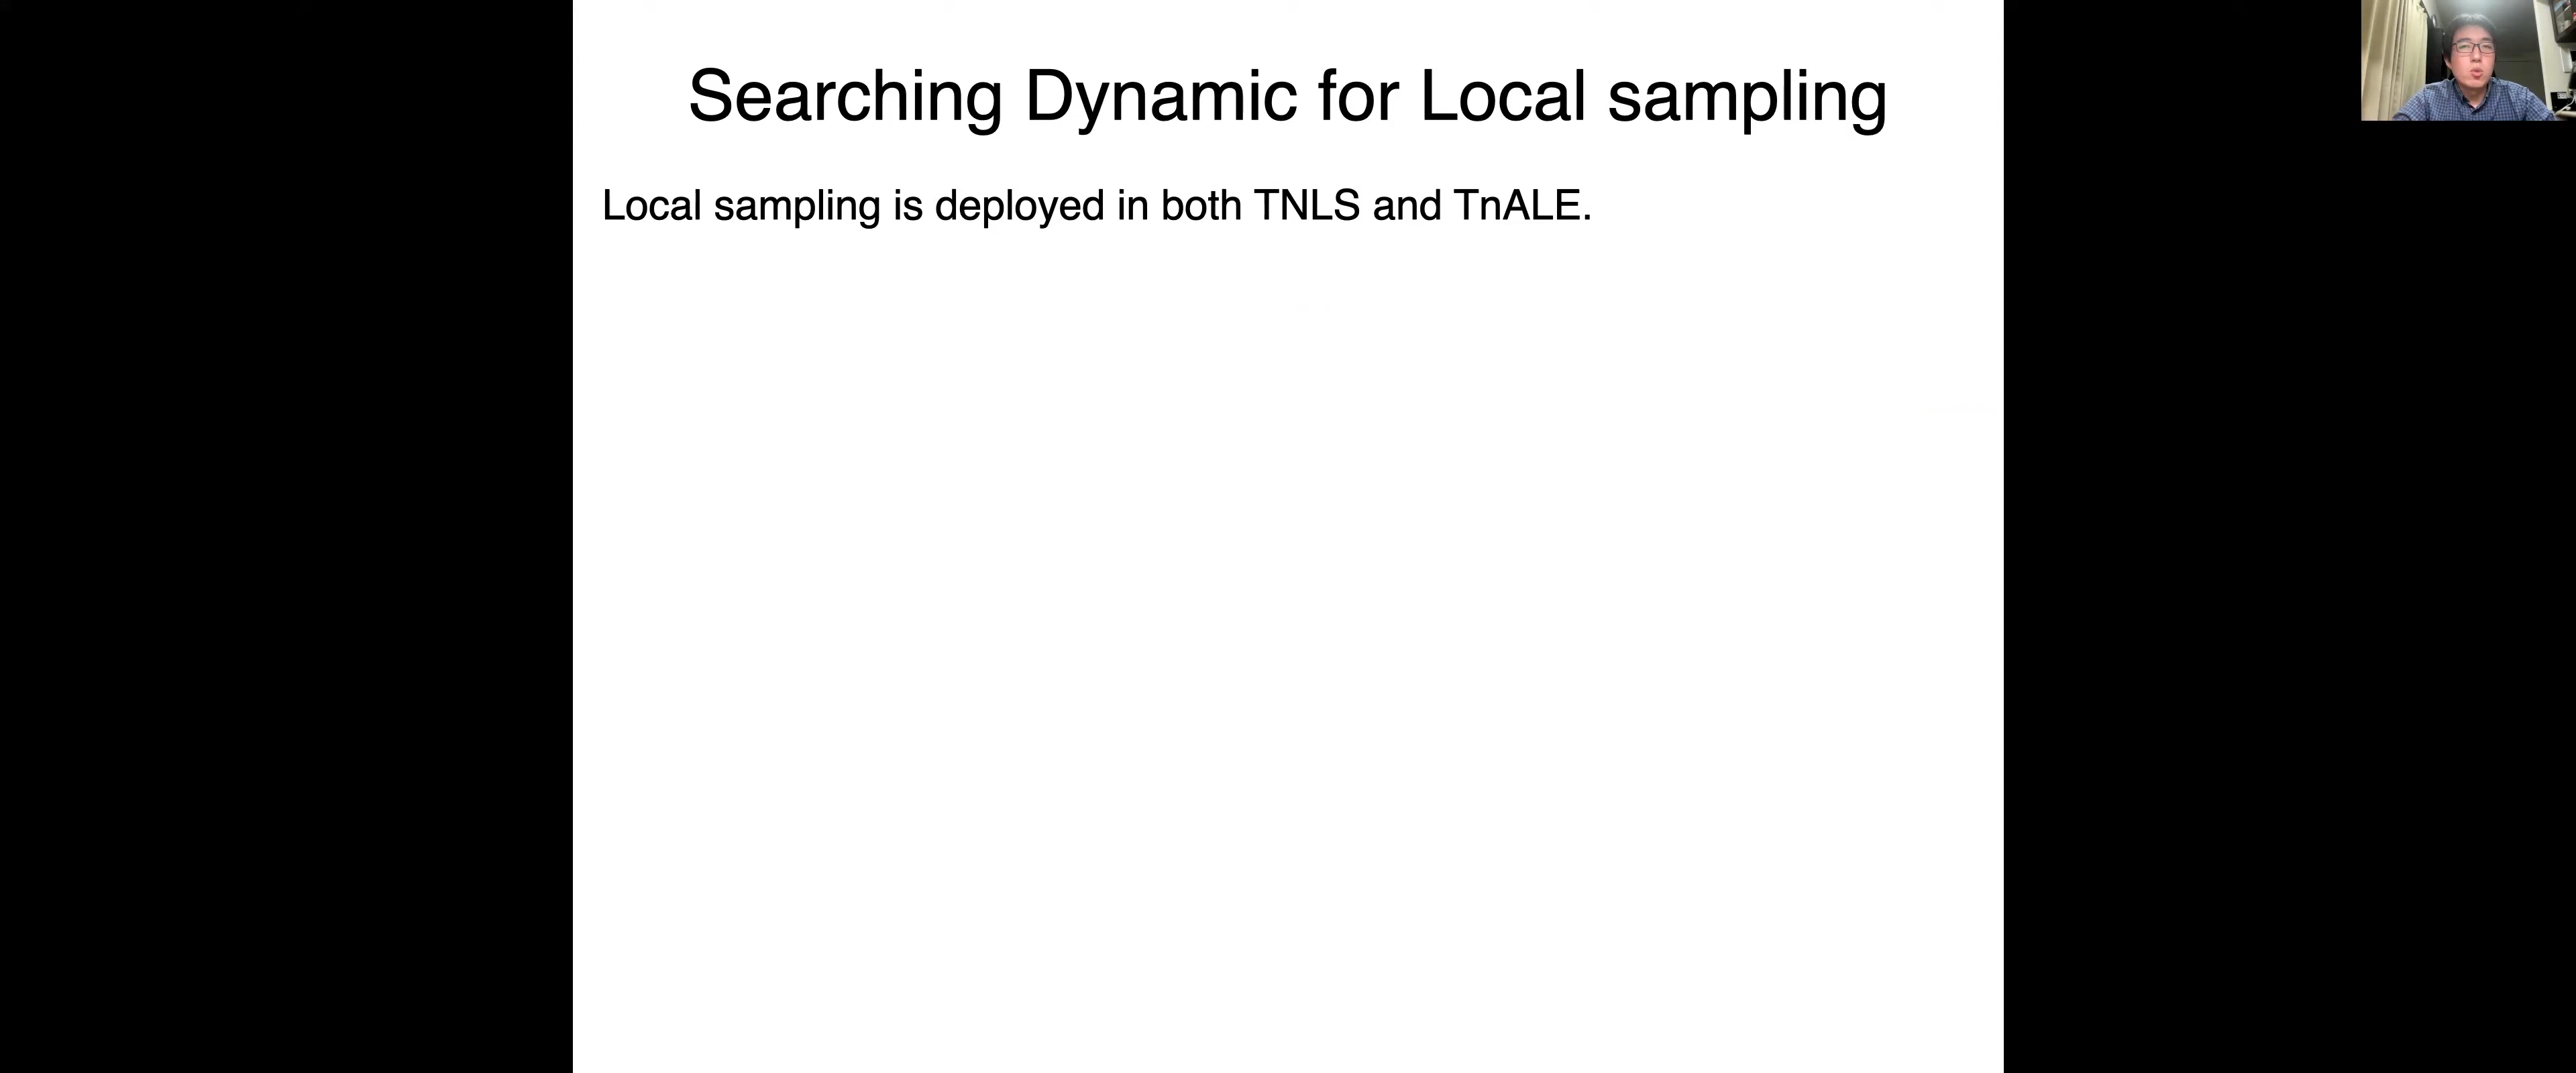 Searching Dynamic for Local sampling
Local sampling is deployed in both TNLS and TnALE.